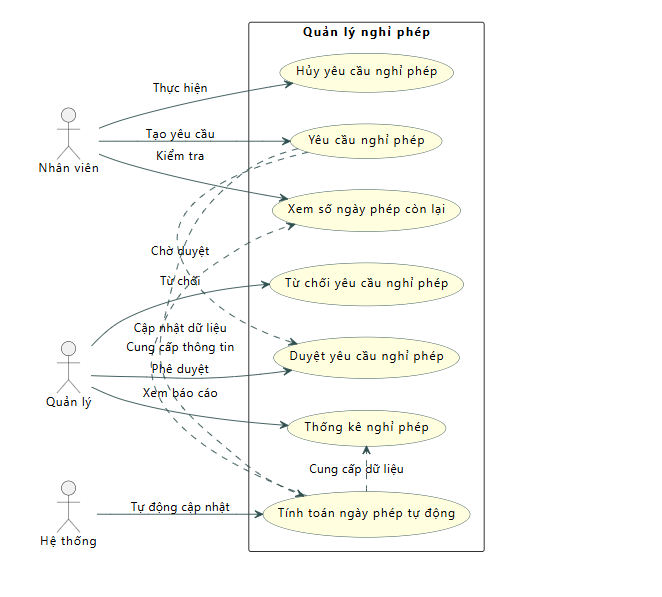 Quản lý nghỉ phép
Hủy yêu cầu nghỉ phép
Thực hiện
Tạo yêu cầu
Yêu cầu nghỉ phép
Kiểm tra
Nhân viên
Xem số ngày phép còn lại
Chờ duyệt
Từ chối
Từ chối yêu cầu nghỉ phép
Cập nhật dữ liệu
Cung cấp thông tin
Duyệt yêu cầu nghỉ phép
Phê duyệt
Xem báo cáo
Quản lý
Thống kê nghỉ phép
Cung cấp dữ liệu
Tự động cập nhật
Tính toán ngày phép tự động
Hệ thống